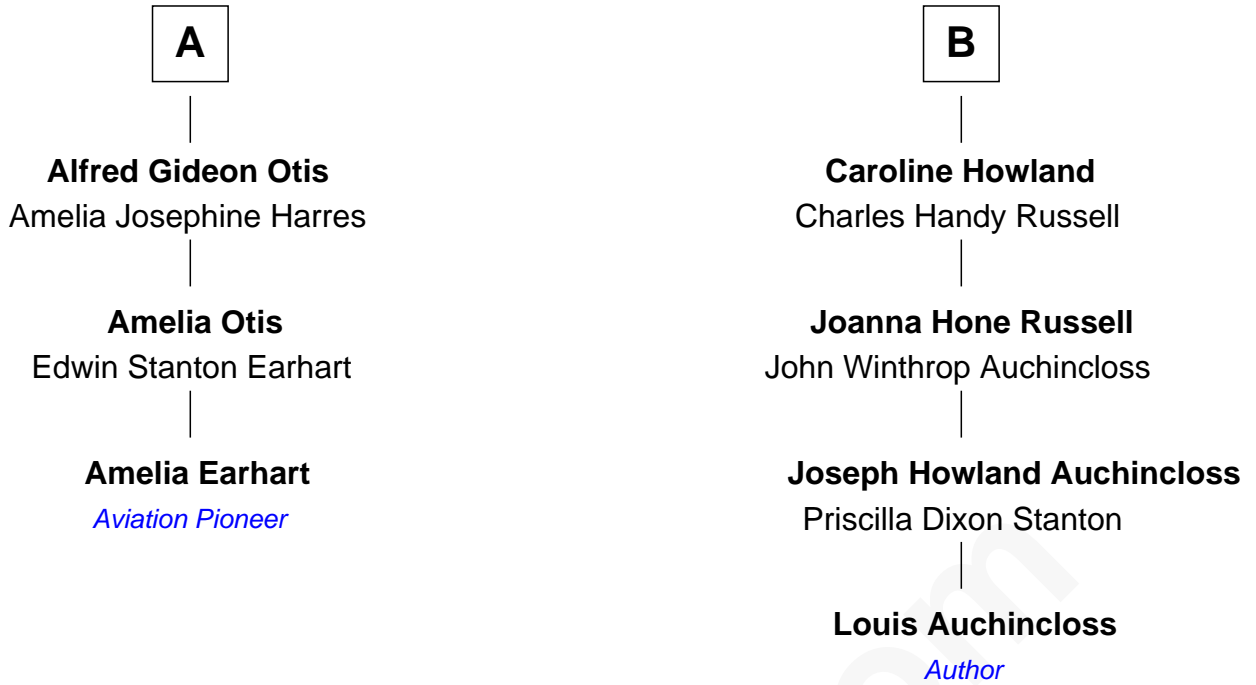 A
Alfred Gideon Otis
Amelia Josephine Harres
Amelia Otis
Edwin Stanton Earhart
Amelia Earhart
Aviation Pioneer
B
Caroline Howland
Charles Handy Russell
Joanna Hone Russell
John Winthrop Auchincloss
Joseph Howland Auchincloss
Priscilla Dixon Stanton
Louis Auchincloss
Author